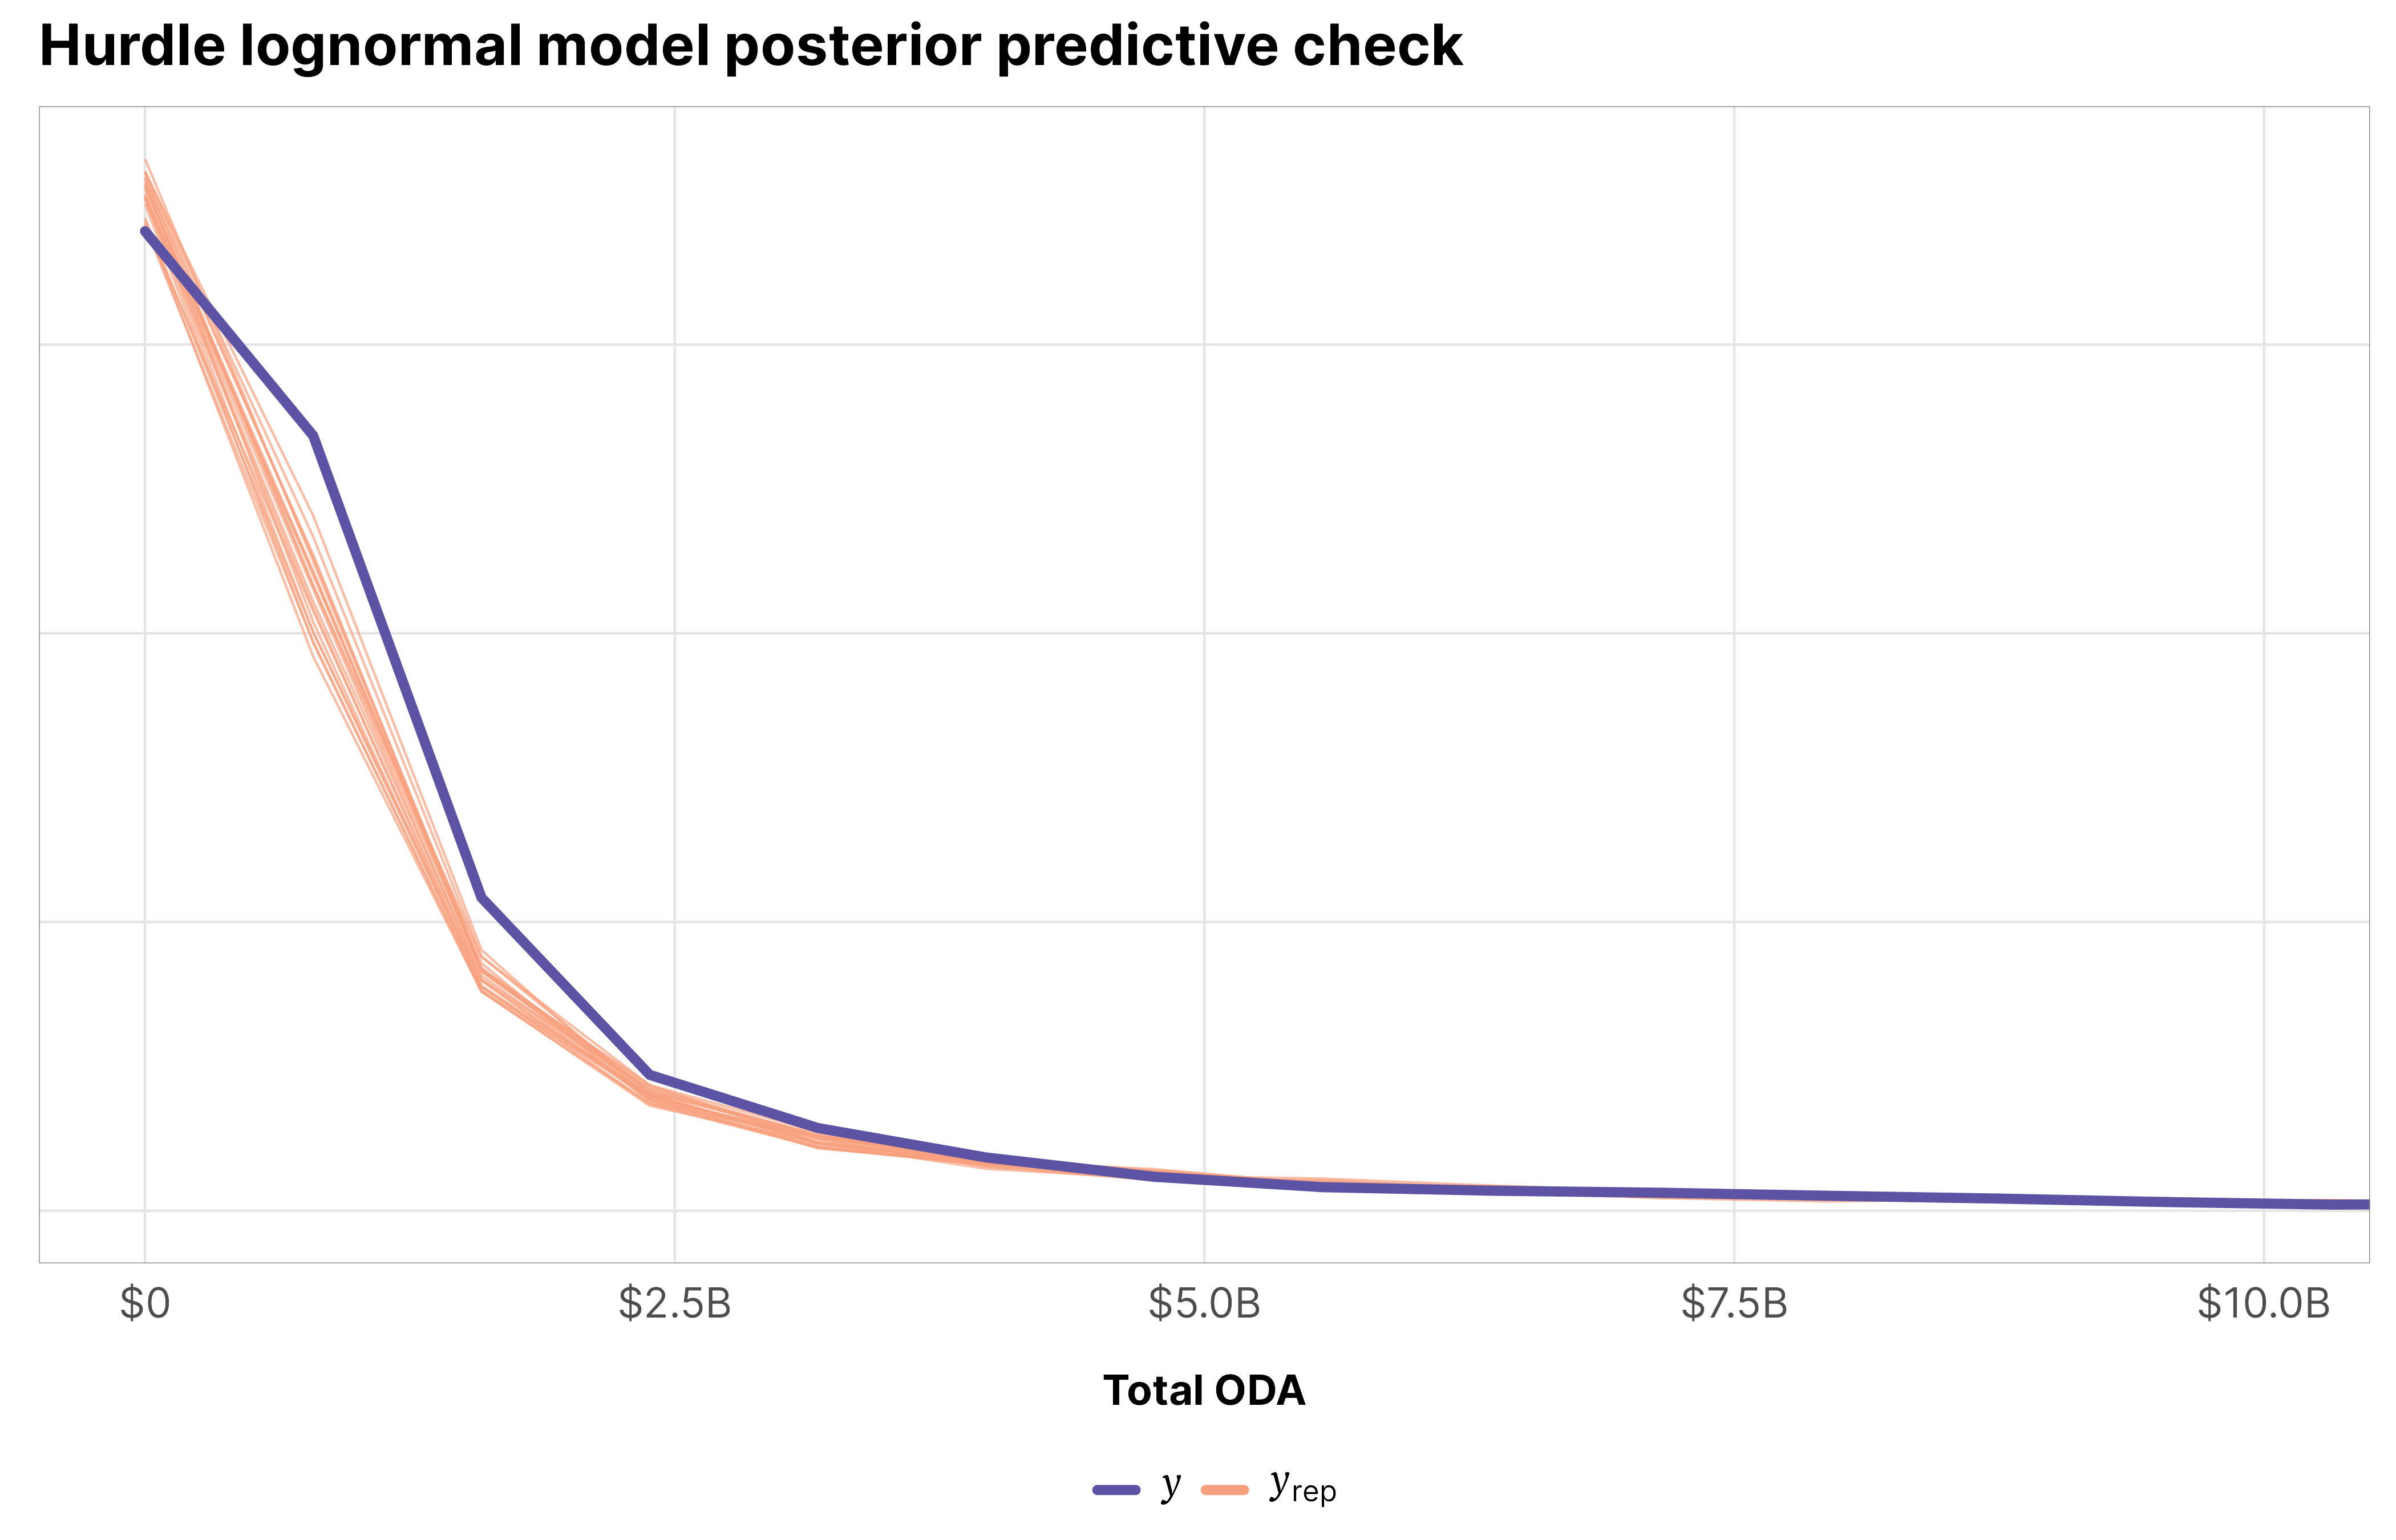 Hurdle lognormal model posterior predictive check
$0 $2.5B $5.0B $7.5B $10.0B
Total ODA
y yrep